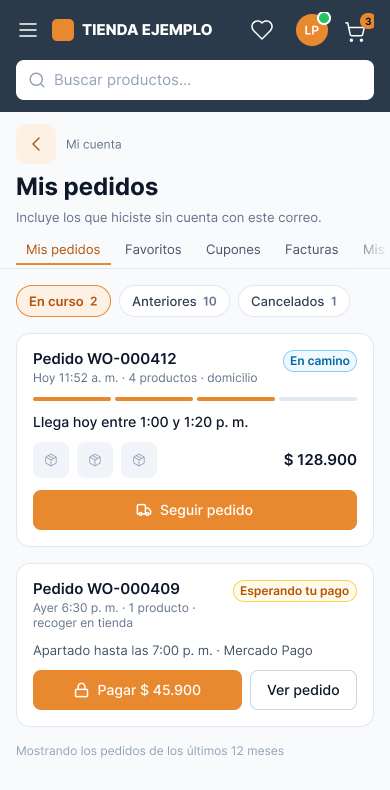 TIENDA EJEMPLO
LP
3
Buscar productos...
Mi cuenta
Mis pedidos
Incluye los que hiciste sin cuenta con este correo.
Mis pedidos Favoritos Cupones Facturas Mis
En curso 2 Anteriores 10 Cancelados 1
Pedido WO-000412 En camino
Hoy 11:52 a. m. · 4 productos · domicilio
Llega hoy entre 1:00 y 1:20 p. m.
$ 128.900
Seguir pedido
Pedido WO-000409 Esperando tu pago
Ayer 6:30 p. m. · 1 producto ·
recoger en tienda
Apartado hasta las 7:00 p. m. · Mercado Pago
Pagar $ 45.900 Ver pedido
Mostrando los pedidos de los últimos 12 meses